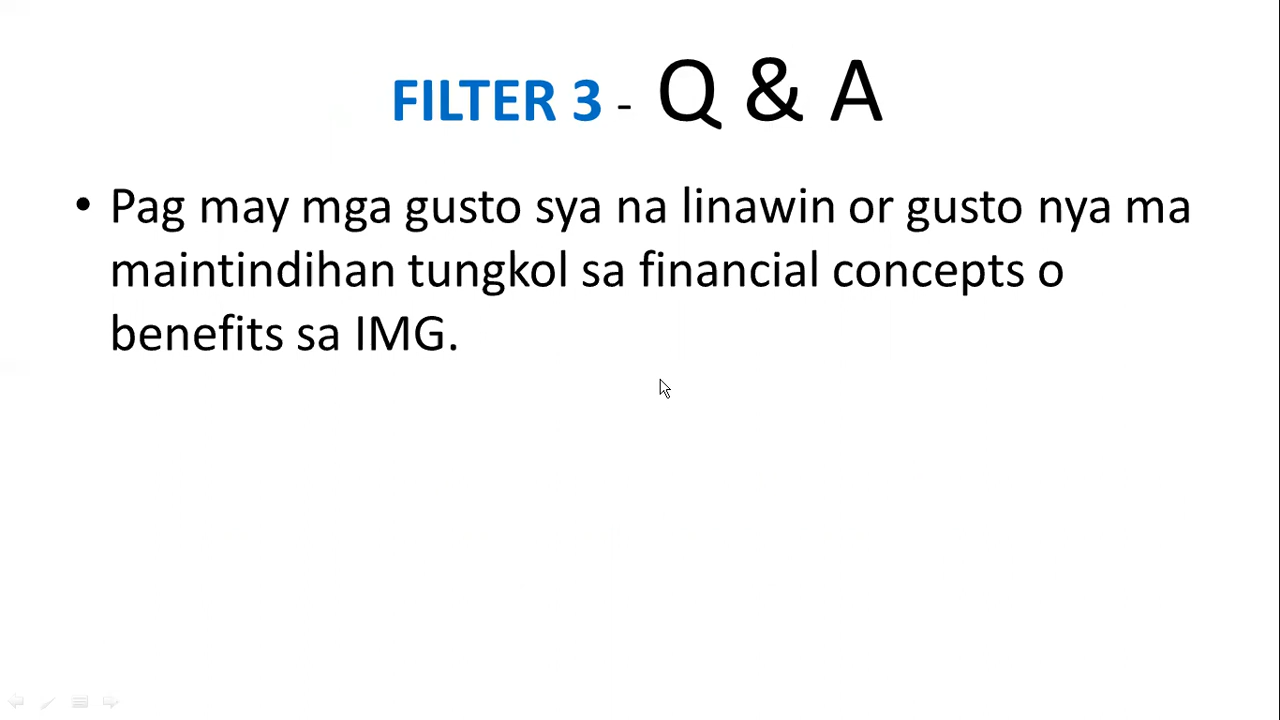 FILTER 3 - Q & A
• Pag may mga gusto sya na linawin or gusto nya ma
maintindihan tungkol sa financial concepts o
benefits sa IMG.